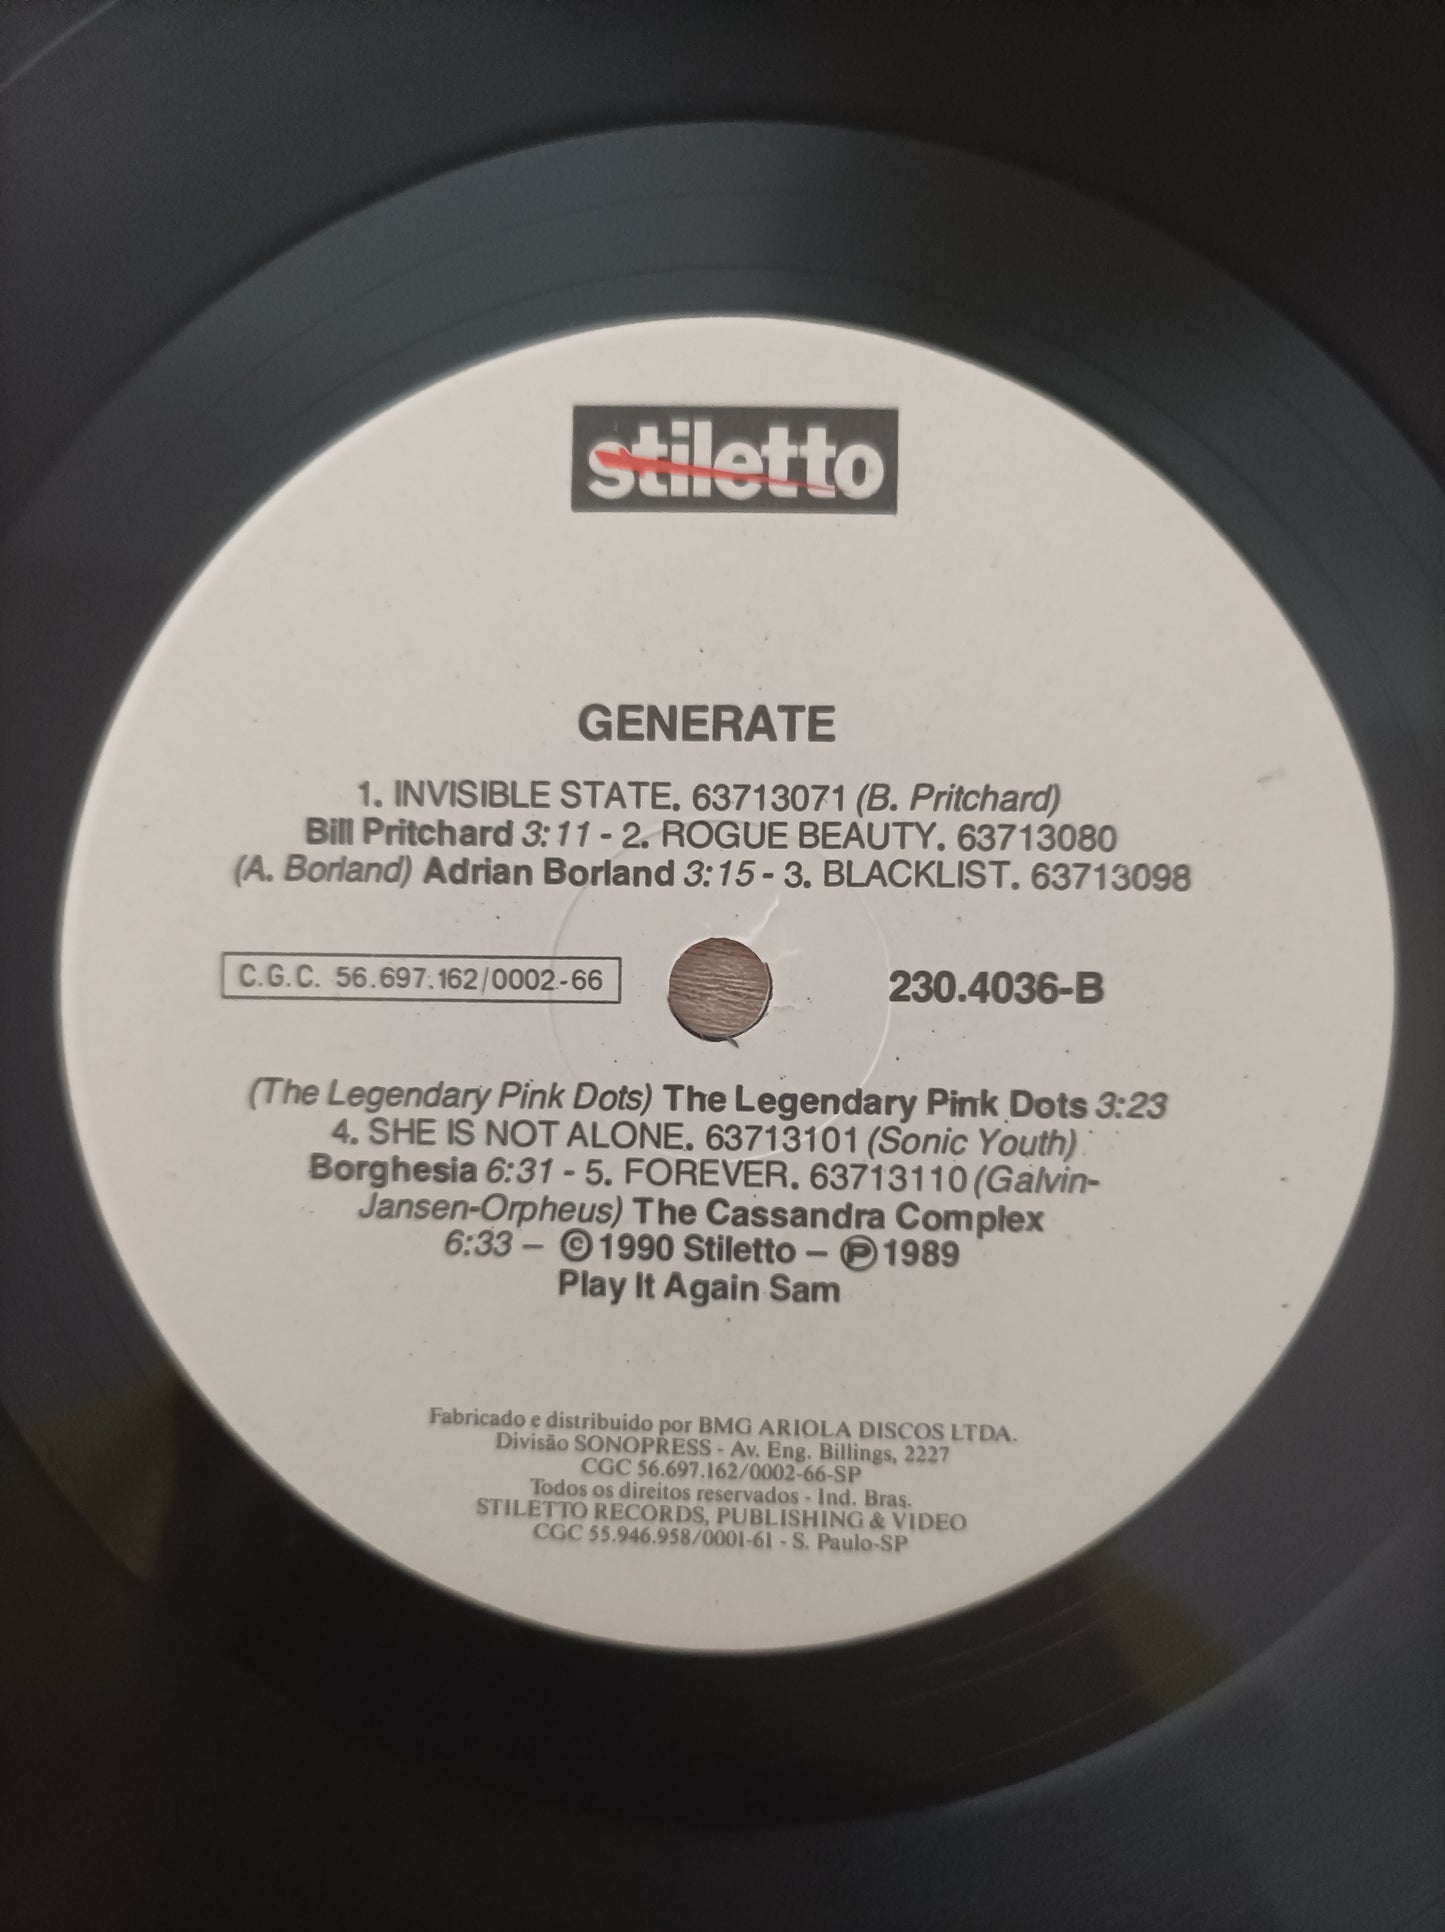 stiletto
GENERATE
1. INVISIBLE STATE. 63713071 (B. Pritchard)
Bill Pritchard 3:11 - 2. ROGUE BEAUTY. 63713080
(A. Borland) Adrian Borland 3:15 - 3. BLACKLIST. 63713098
C.G.C. 56.697.162/0002-66
230.4036-B
(The Legendary Pink Dots) The Legendary Pink Dots 3:23
4. SHE IS NOT ALONE. 63713101 (Sonic Youth)
Borghesia 6:31 - 5. FOREVER. 63713110 (Galvin-
Jansen-Orpheus) The Cassandra Complex
6:33 – © 1990 Stiletto – ℗ 1989
Play It Again Sam
Fabricado e distribuido por BMG ARIOLA DISCOS LTDA.
Divisão SONOPRESS - Av. Eng. Billings, 2227
CGC 56.697.162/0002-66-SP
Todos os direitos reservados - Ind. Bras.
STILETTO RECORDS, PUBLISHING & VIDEO
CGC 55.946.958/0001-61 - S. Paulo-SP